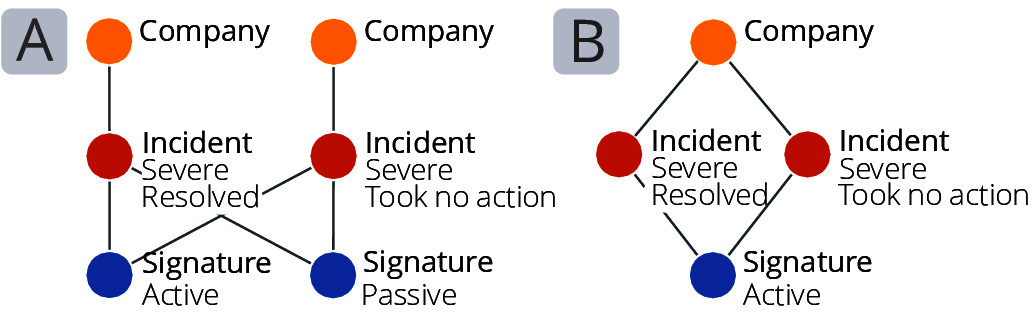 A
Company
Company
Incident
Severe
Resolved
Incident
Severe
Took no action
Signature
Active
Signature
Passive
B
Company
Incident
Severe
Resolved
Incident
Severe
Took no action
Signature
Active